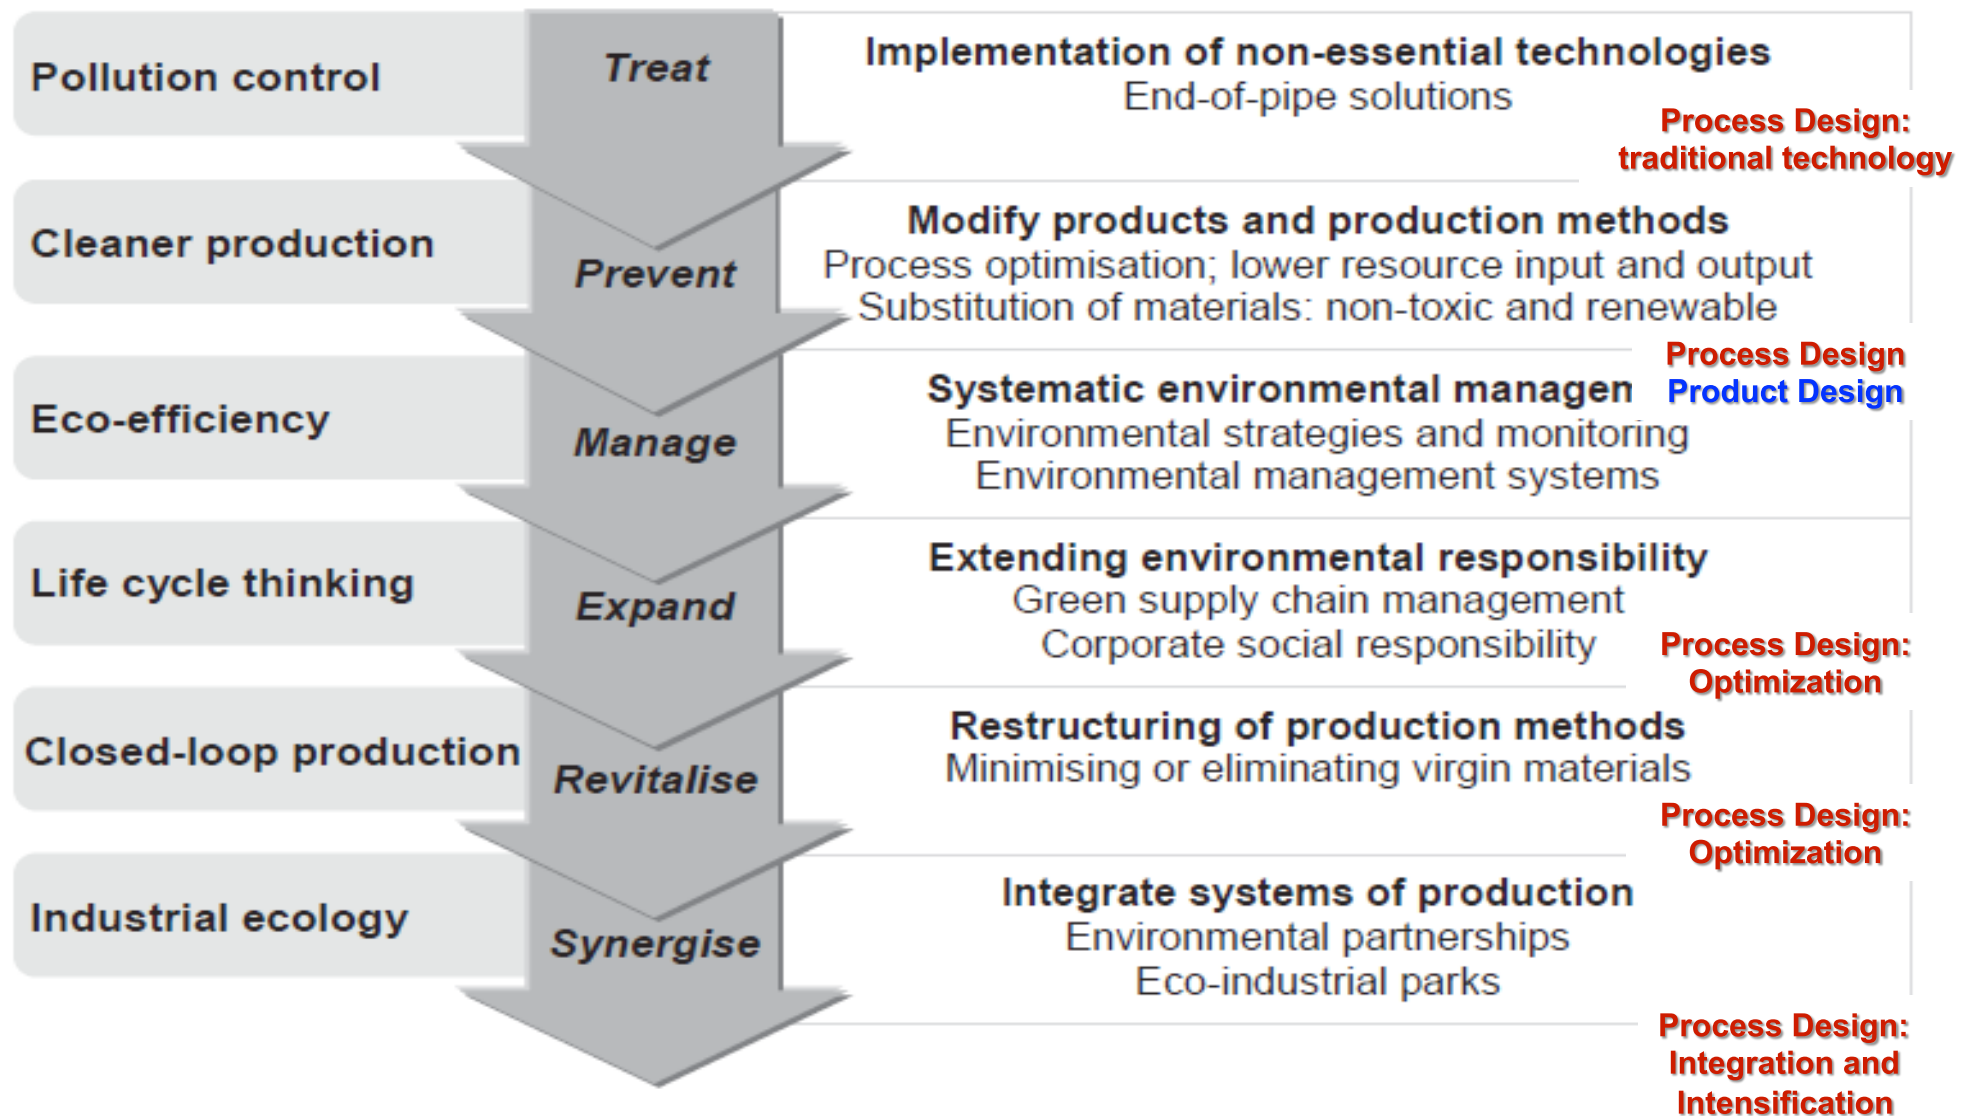 Pollution control
Treat
Implementation of non-essential technologies
End-of-pipe solutions
Process Design:
traditional technology
Cleaner production
Prevent
Modify products and production methods
Process optimisation; lower resource input and output
Substitution of materials: non-toxic and renewable
Process Design
Product Design
Eco-efficiency
Manage
Systematic environmental managem
Environmental strategies and monitoring
Environmental management systems
Life cycle thinking
Expand
Extending environmental responsibility
Green supply chain management
Corporate social responsibility
Process Design:
Optimization
Closed-loop production
Revitalise
Restructuring of production methods
Minimising or eliminating virgin materials
Process Design:
Optimization
Industrial ecology
Synergise
Integrate systems of production
Environmental partnerships
Eco-industrial parks
Process Design:
Integration and
Intensification